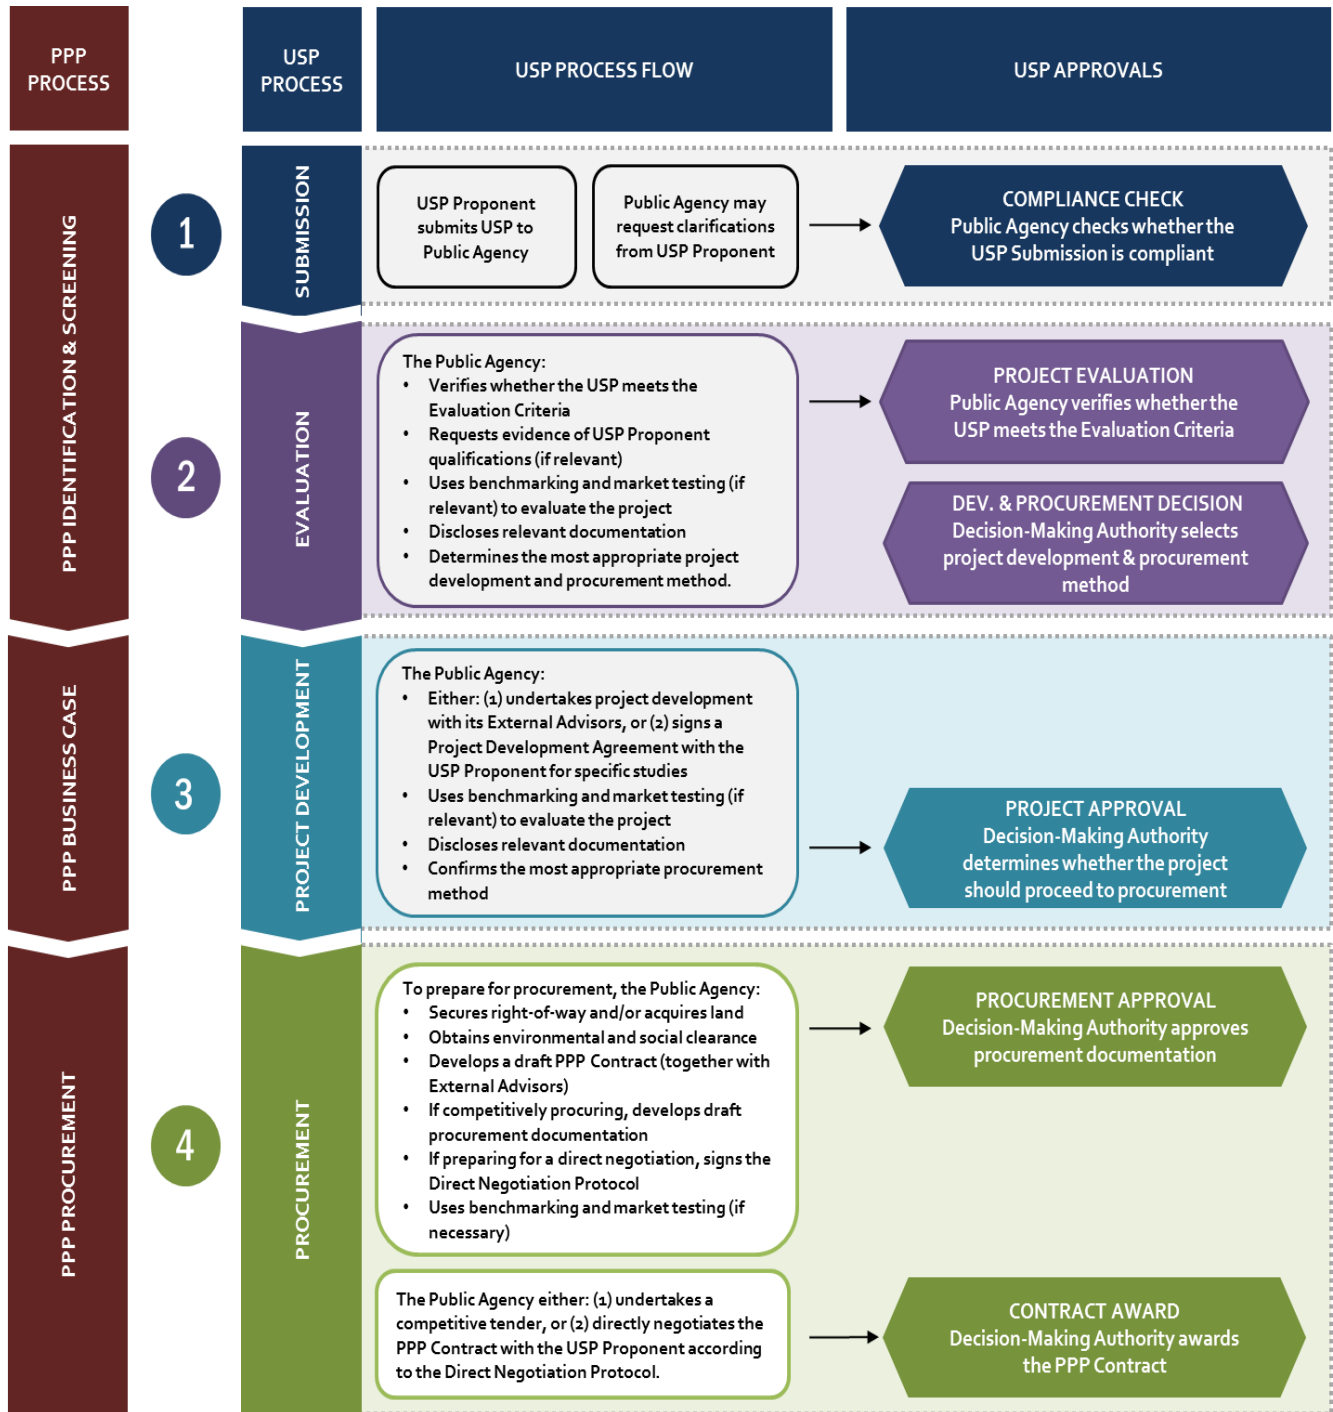 PPP
PROCESS
USP
PROCESS
USP PROCESS FLOW
USP APPROVALS
PPP IDENTIFICATION & SCREENING
1
SUBMISSION
USP Proponent
submits USP to
Public Agency
Public Agency may
request clarifications
from USP Proponent
COMPLIANCE CHECK
Public Agency checks whether the
USP Submission is compliant
2
EVALUATION
The Public Agency:
• Verifies whether the USP meets the
Evaluation Criteria
• Requests evidence of USP Proponent
qualifications (if relevant)
• Uses benchmarking and market testing (if
relevant) to evaluate the project
• Discloses relevant documentation
• Determines the most appropriate project
development and procurement method.
PROJECT EVALUATION
Public Agency verifies whether the
USP meets the Evaluation Criteria
DEV. & PROCUREMENT DECISION
Decision-Making Authority selects
project development & procurement
method
PPP BUSINESS CASE
3
PROJECT DEVELOPMENT
The Public Agency:
• Either: (1) undertakes project development
with its External Advisors, or (2) signs a
Project Development Agreement with the
USP Proponent for specific studies
• Uses benchmarking and market testing (if
relevant) to evaluate the project
• Discloses relevant documentation
• Confirms the most appropriate procurement
method
PROJECT APPROVAL
Decision-Making Authority
determines whether the project
should proceed to procurement
PPP PROCUREMENT
4
PROCUREMENT
To prepare for procurement, the Public Agency:
• Secures right-of-way and/or acquires land
• Obtains environmental and social clearance
• Develops a draft PPP Contract (together with
External Advisors)
• If competitively procuring, develops draft
procurement documentation
• If preparing for a direct negotiation, signs the
Direct Negotiation Protocol
• Uses benchmarking and market testing (if
necessary)
PROCUREMENT APPROVAL
Decision-Making Authority approves
procurement documentation
The Public Agency either: (1) undertakes a
competitive tender, or (2) directly negotiates the
PPP Contract with the USP Proponent according
to the Direct Negotiation Protocol.
CONTRACT AWARD
Decision-Making Authority awards
the PPP Contract